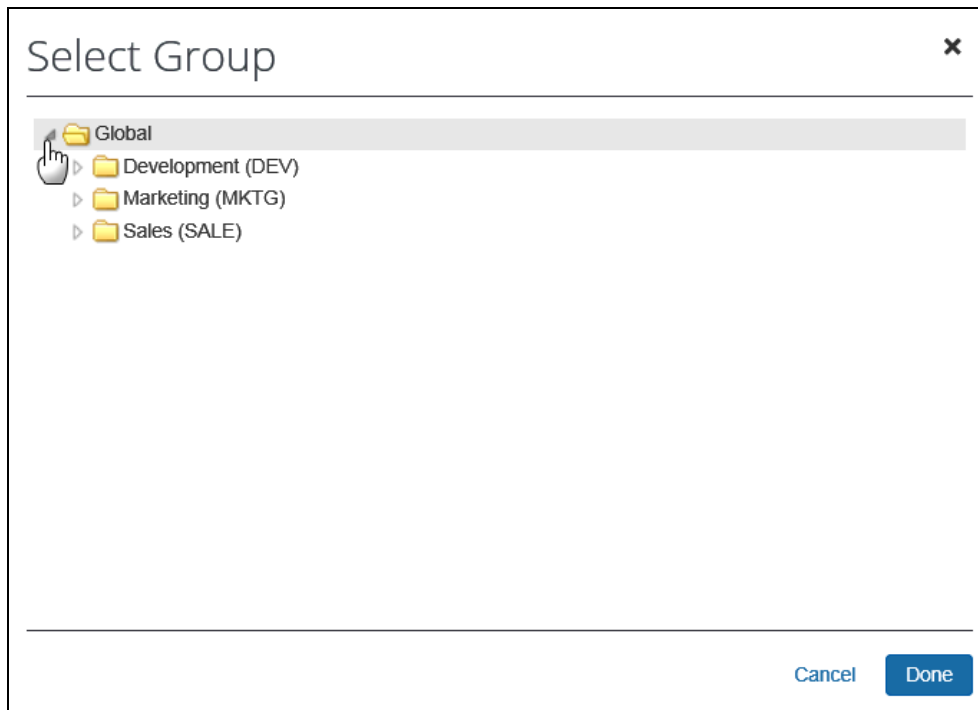 Select Group
Global
Development (DEV)
Marketing (MKTG)
Sales (SALE)
Cancel Done